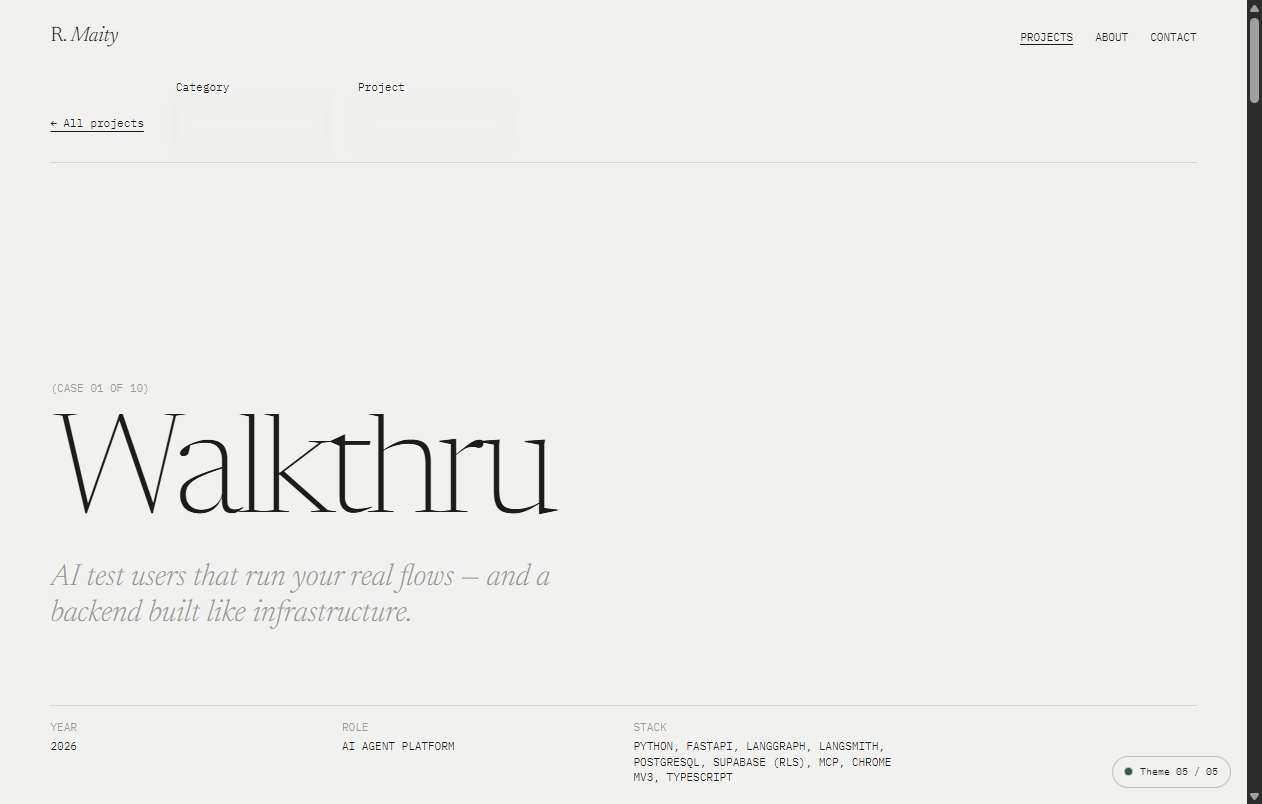 R. Maity
PROJECTS ABOUT CONTACT
Category Project
← All projects
(CASE 01 OF 10)
Walkthru
AI test users that run your real flows — and a
backend built like infrastructure.
YEAR
2026
ROLE
AI AGENT PLATFORM
STACK
PYTHON, FASTAPI, LANGGRAPH, LANGSMITH,
POSTGRESQL, SUPABASE (RLS), MCP, CHROME
MV3, TYPESCRIPT
Theme 05 / 05